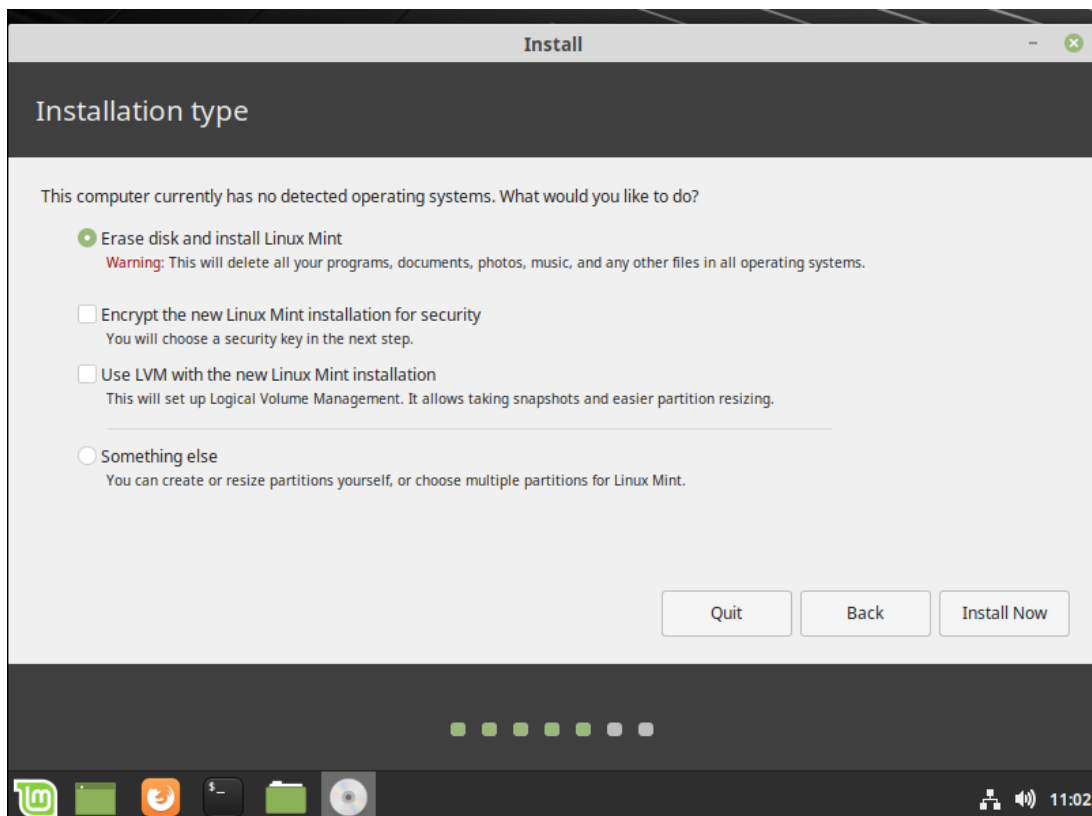 Install
Installation type
This computer currently has no detected operating systems. What would you like to do?
Erase disk and install Linux Mint
Warning: This will delete all your programs, documents, photos, music, and any other files in all operating systems.
Encrypt the new Linux Mint installation for security
You will choose a security key in the next step.
Use LVM with the new Linux Mint installation
This will set up Logical Volume Management. It allows taking snapshots and easier partition resizing.
Something else
You can create or resize partitions yourself, or choose multiple partitions for Linux Mint.
Quit Back Install Now
$_ 11:02